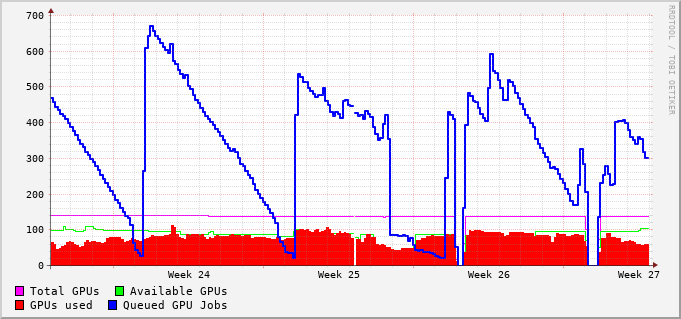 700
600
500
400
300
200
100
0
Week 24 Week 25 Week 26 Week 27
Total GPUs Available GPUs
GPUs used Queued GPU Jobs
RRDTOOL / TOBI OETIKER